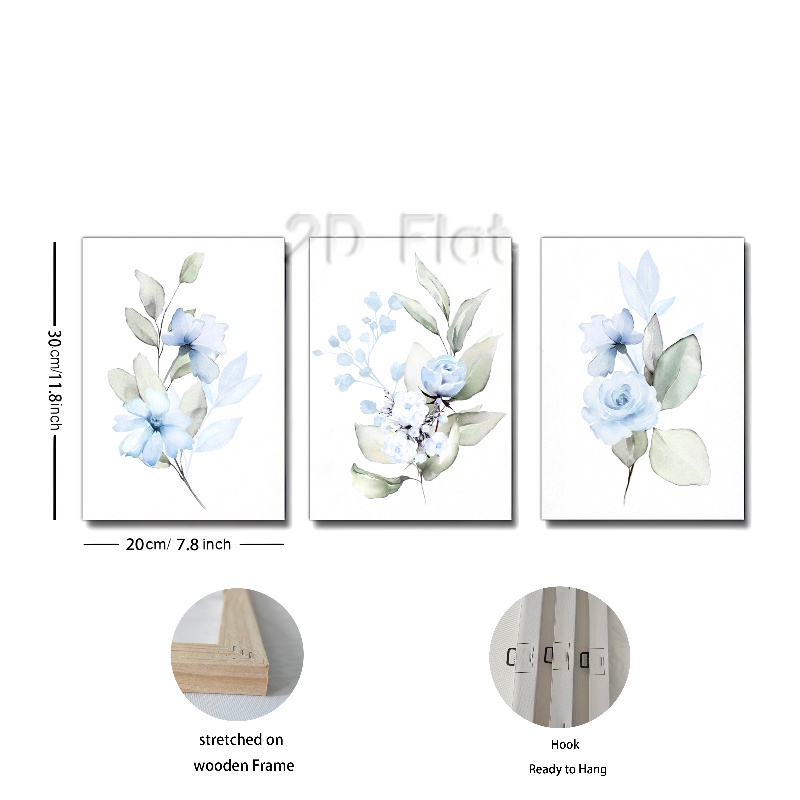 2D Flat
30cm/11.8inch
20cm/ 7.8 inch
stretched on
wooden Frame
Hook
Ready to Hang